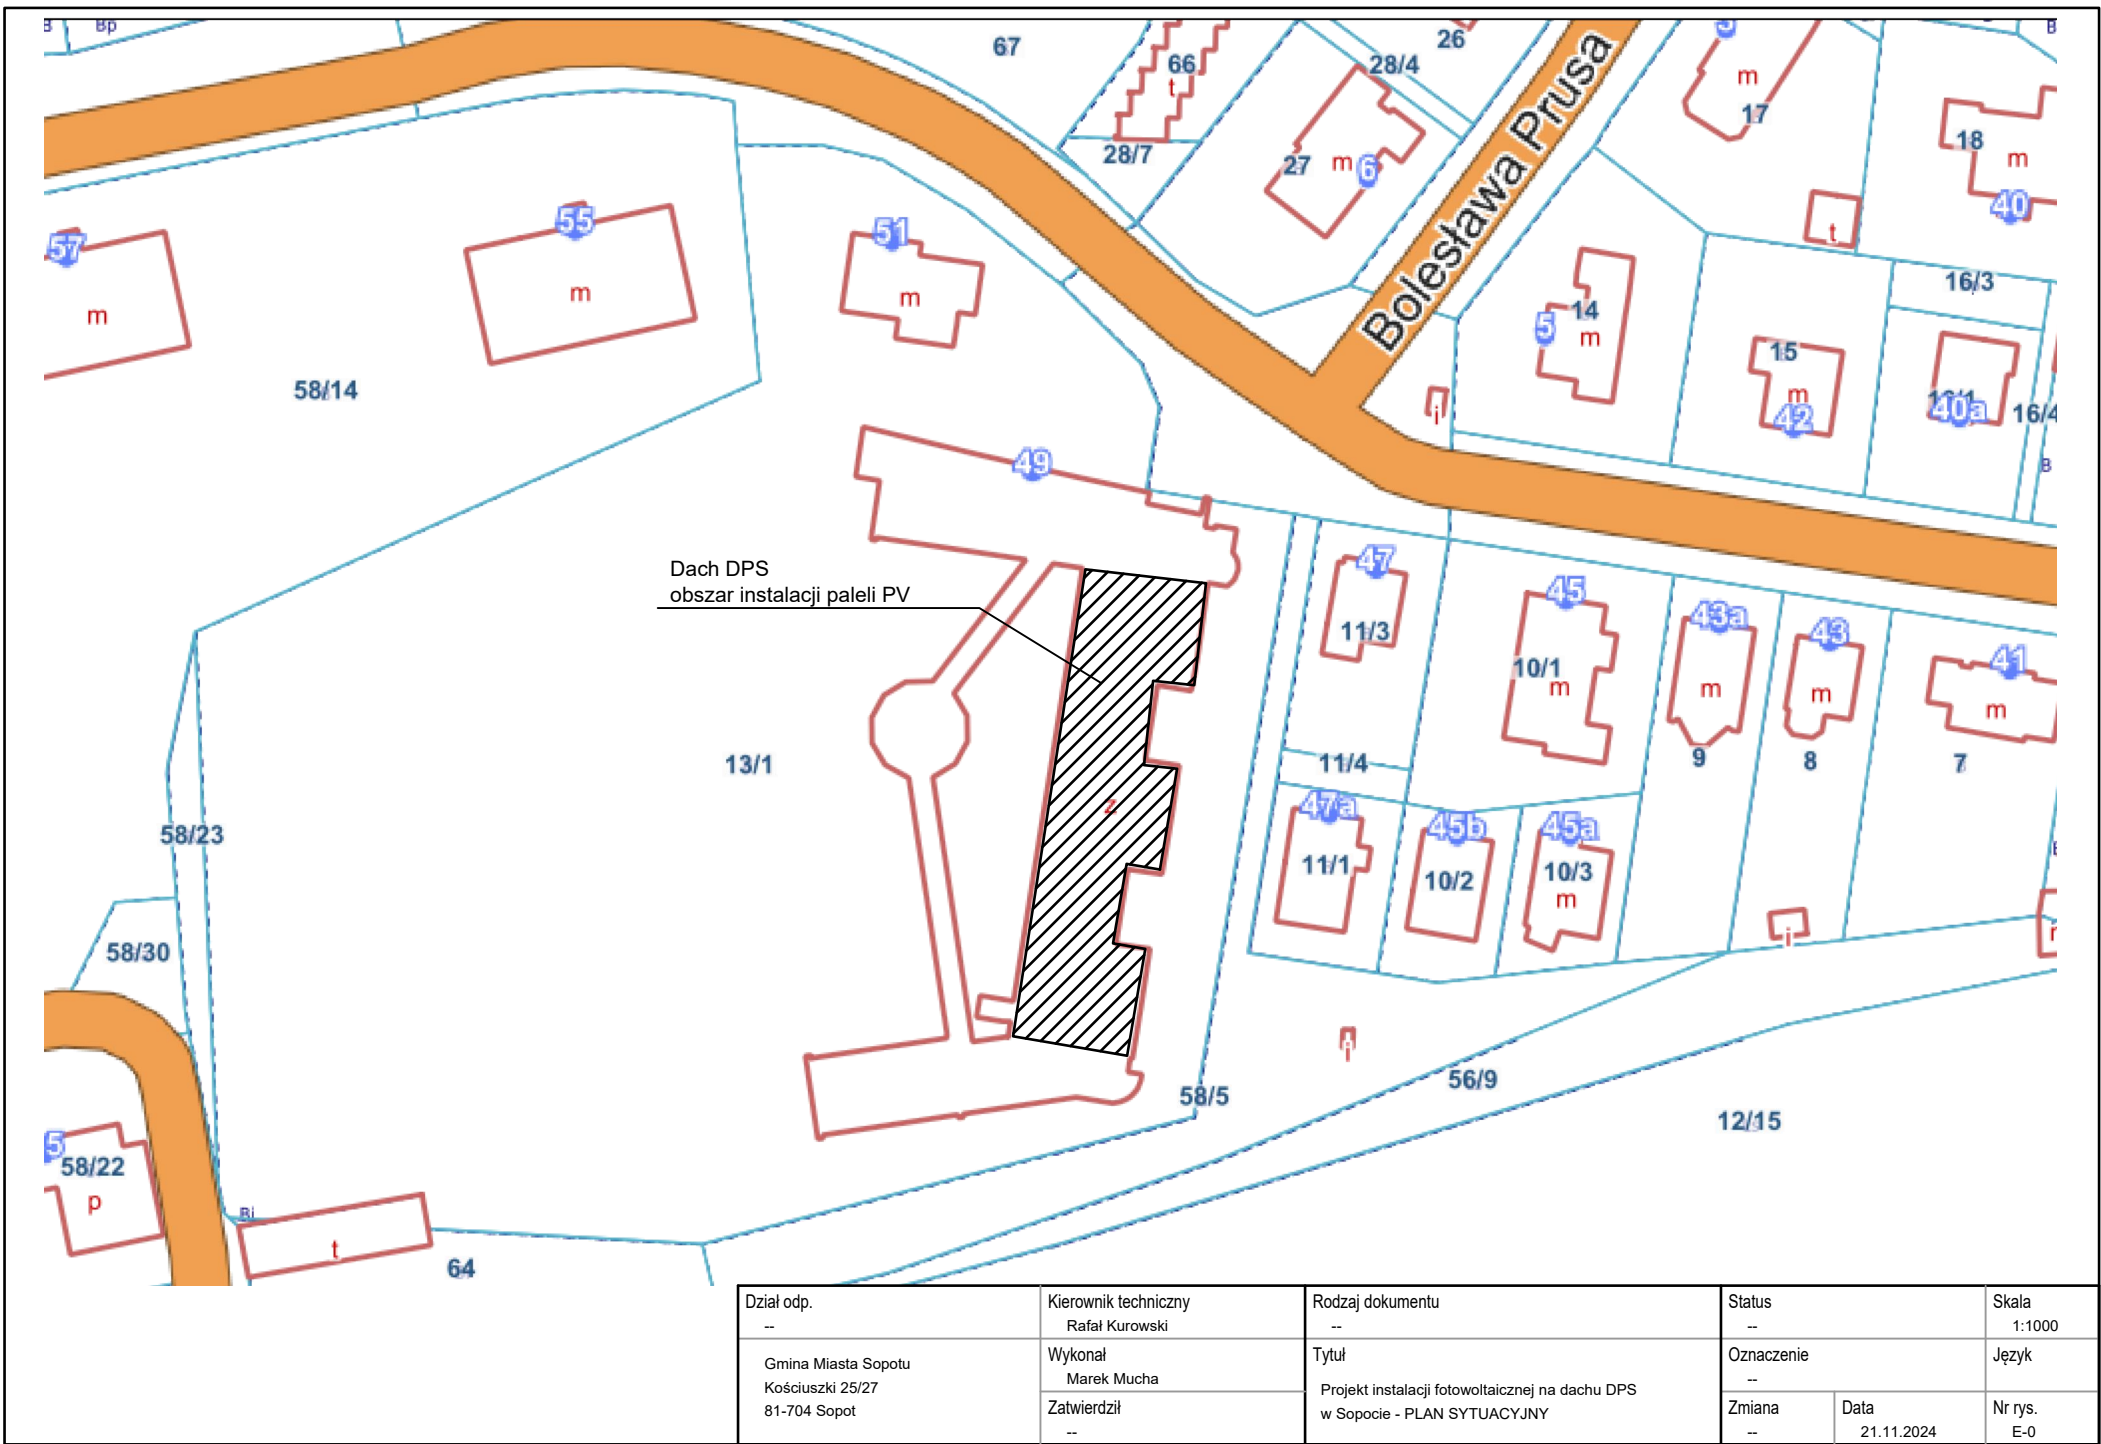 B
Bp
67
66
t
28/7
28/4
26
27
m
6
Bolesława Prusa
5
m
17
18
m
40
B
t
57
m
55
m
51
m
58/14
5
14
m
15
m
42
16/3
40a
16/4
B
i
49
Dach DPS
obszar instalacji paleli PV
47
11/3
45
10/1
m
43a
m
9
43
m
8
41
m
7
13/1
z
11/4
47a
11/1
45b
10/2
45a
10/3
m
i
58/23
58/30
i
58/5
56/9
12/15
5
58/22
p
Bi
t
64
Dział odp.
--
Kierownik techniczny
Rafał Kurowski
Rodzaj dokumentu
--
Status
--
Skala
1:1000
Gmina Miasta Sopotu
Kościuszki 25/27
81-704 Sopot
Wykonał
Marek Mucha
Zatwierdził
--
Tytuł
Projekt instalacji fotowoltaicznej na dachu DPS
w Sopocie - PLAN SYTUACYJNY
Oznaczenie
--
Język
Zmiana
--
Data
21.11.2024
Nr rys.
E-0